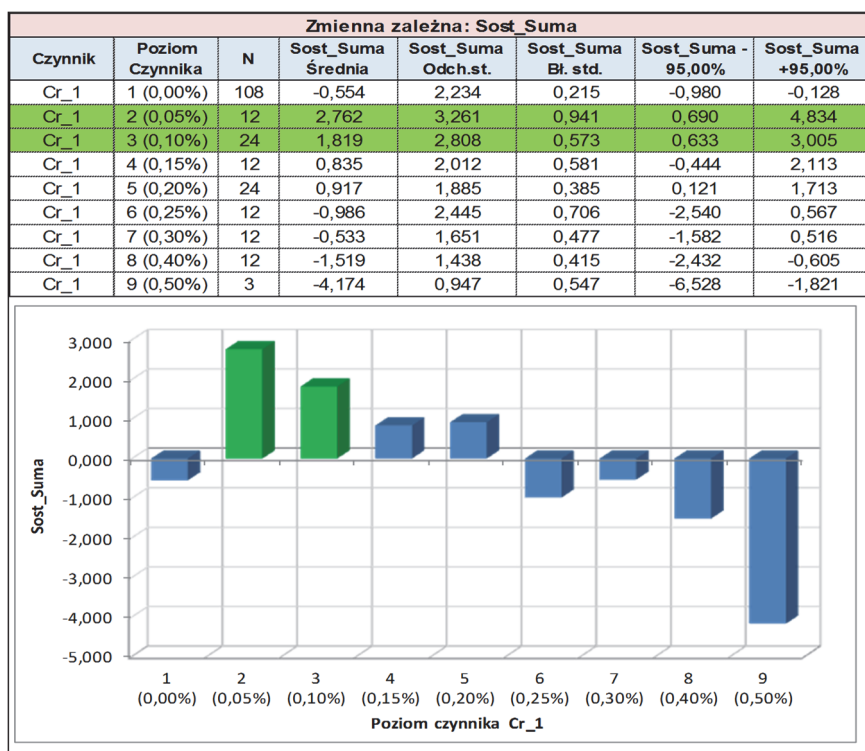 Zmienna zależna: Sost_Suma
Czynnik Poziom Czynnika N Sost_Suma Średnia Sost_Suma Odch.st. Sost_Suma Bł. std. Sost_Suma - 95,00% Sost_Suma +95,00%
Cr_1 1 (0,00%) 108 -0,554 2,234 0,215 -0,980 -0,128
Cr_1 2 (0,05%) 12 2,762 3,261 0,941 0,690 4,834
Cr_1 3 (0,10%) 24 1,819 2,808 0,573 0,633 3,005
Cr_1 4 (0,15%) 12 0,835 2,012 0,581 -0,444 2,113
Cr_1 5 (0,20%) 24 0,917 1,885 0,385 0,121 1,713
Cr_1 6 (0,25%) 12 -0,986 2,445 0,706 -2,540 0,567
Cr_1 7 (0,30%) 12 -0,533 1,651 0,477 -1,582 0,516
Cr_1 8 (0,40%) 12 -1,519 1,438 0,415 -2,432 -0,605
Cr_1 9 (0,50%) 3 -4,174 0,947 0,547 -6,528 -1,821
Sost_Suma
3,000
2,000
1,000
0,000
-1,000
-2,000
-3,000
-4,000
-5,000
1 2 3 4 5 6 7 8 9
(0,00%) (0,05%) (0,10%) (0,15%) (0,20%) (0,25%) (0,30%) (0,40%) (0,50%)
Poziom czynnika Cr_1